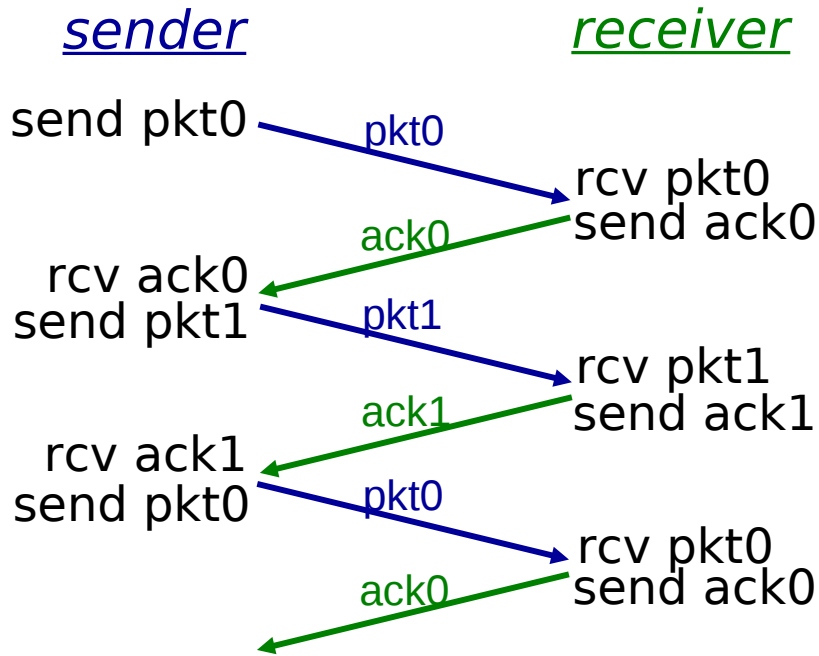 sender
receiver
send pkt0
pkt0
rcv pkt0
send ack0
ack0
rcv ack0
send pkt1
pkt1
rcv pkt1
send ack1
ack1
rcv ack1
send pkt0
pkt0
rcv pkt0
send ack0
ack0